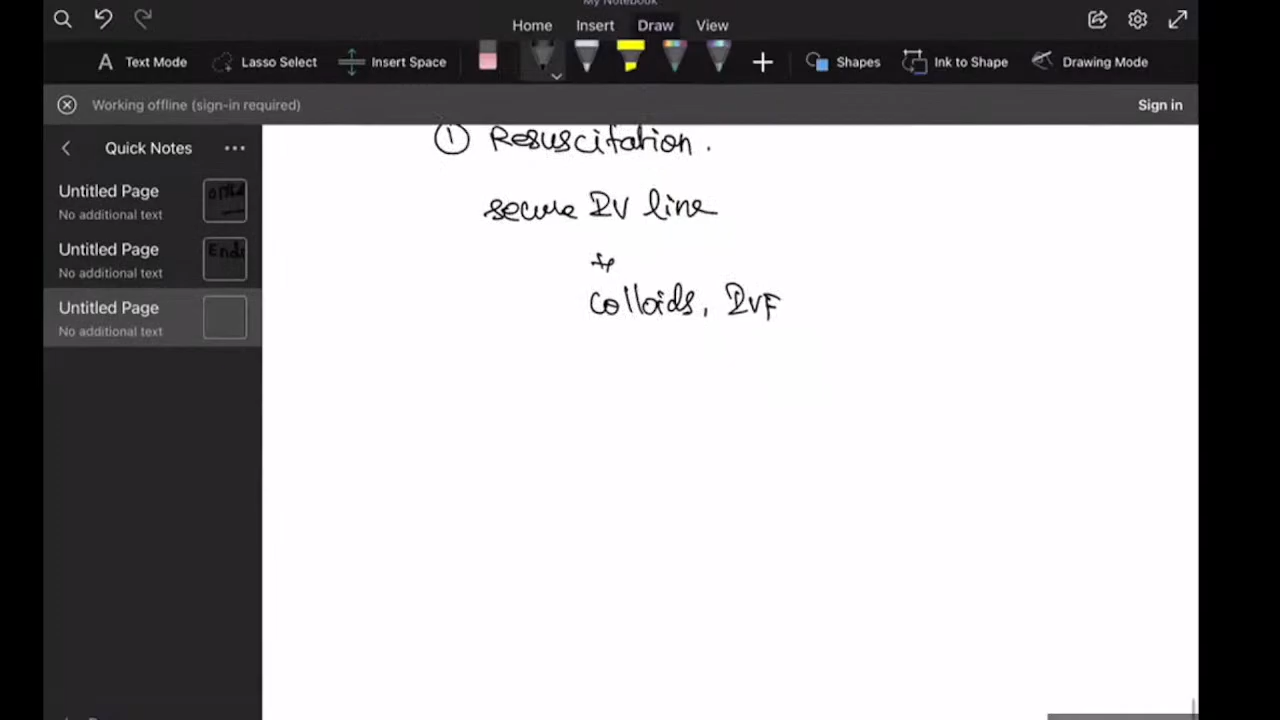 My Notebook
Home Insert Draw View
Text Mode Lasso Select Insert Space Shapes Ink to Shape Drawing Mode
Working offline (sign-in required) Sign in
Quick Notes
Untitled Page
No additional text
Untitled Page
No additional text
Untitled Page
No additional text
① Resuscitation.
secure IV line
colloids, IVF